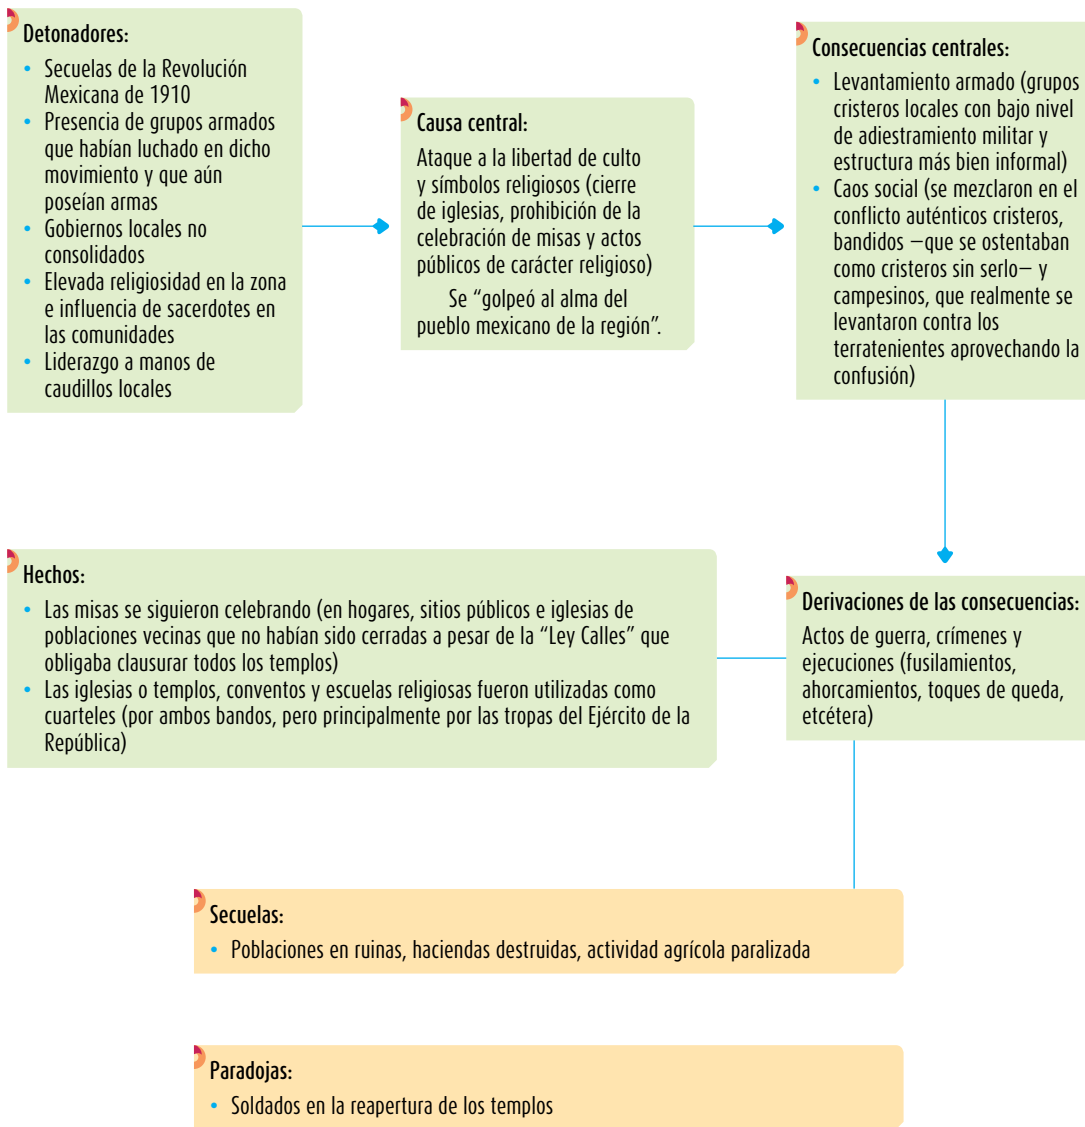 Detonadores:
• Secuelas de la Revolución
Mexicana de 1910
• Presencia de grupos armados
que habían luchado en dicho
movimiento y que aún
poseían armas
• Gobiernos locales no
consolidados
• Elevada religiosidad en la zona
e influencia de sacerdotes en
las comunidades
• Liderazgo a manos de
caudillos locales
Causa central:
Ataque a la libertad de culto
y símbolos religiosos (cierre
de iglesias, prohibición de la
celebración de misas y actos
públicos de carácter religioso)
Se “golpeó al alma del
pueblo mexicano de la región”.
Consecuencias centrales:
• Levantamiento armado (grupos
cristeros locales con bajo nivel
de adiestramiento militar y
estructura más bien informal)
• Caos social (se mezclaron en el
conflicto auténticos cristeros,
bandidos —que se ostentaban
como cristeros sin serlo— y
campesinos, que realmente se
levantaron contra los
terratenientes aprovechando la
confusión)
Hechos:
• Las misas se siguieron celebrando (en hogares, sitios públicos e iglesias de
poblaciones vecinas que no habían sido cerradas a pesar de la “Ley Calles” que
obligaba clausurar todos los templos)
• Las iglesias o templos, conventos y escuelas religiosas fueron utilizadas como
cuarteles (por ambos bandos, pero principalmente por las tropas del Ejército de la
República)
Derivaciones de las consecuencias:
Actos de guerra, crímenes y
ejecuciones (fusilamientos,
ahorcamientos, toques de queda,
etcétera)
Secuelas:
• Poblaciones en ruinas, haciendas destruidas, actividad agrícola paralizada
Paradojas:
• Soldados en la reapertura de los templos